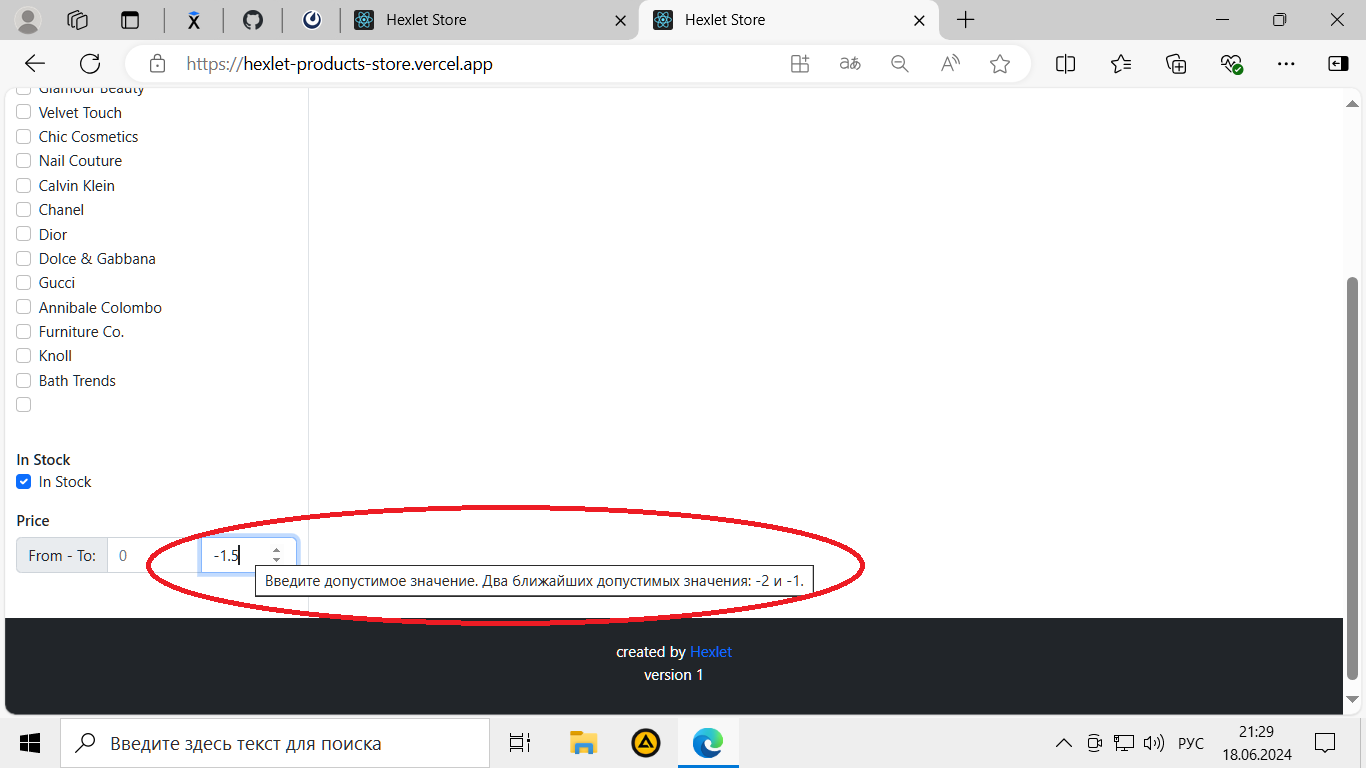 Hexlet Store
Hexlet Store
https://hexlet-products-store.vercel.app
Glamour Beauty
Velvet Touch
Chic Cosmetics
Nail Couture
Calvin Klein
Chanel
Dior
Dolce & Gabbana
Gucci
Annibale Colombo
Furniture Co.
Knoll
Bath Trends
In Stock
In Stock
Price
From - To: 0 -1.5
Введите допустимое значение. Два ближайших допустимых значения: -2 и -1.
created by Hexlet
version 1
Введите здесь текст для поиска
РУС
21:29
18.06.2024